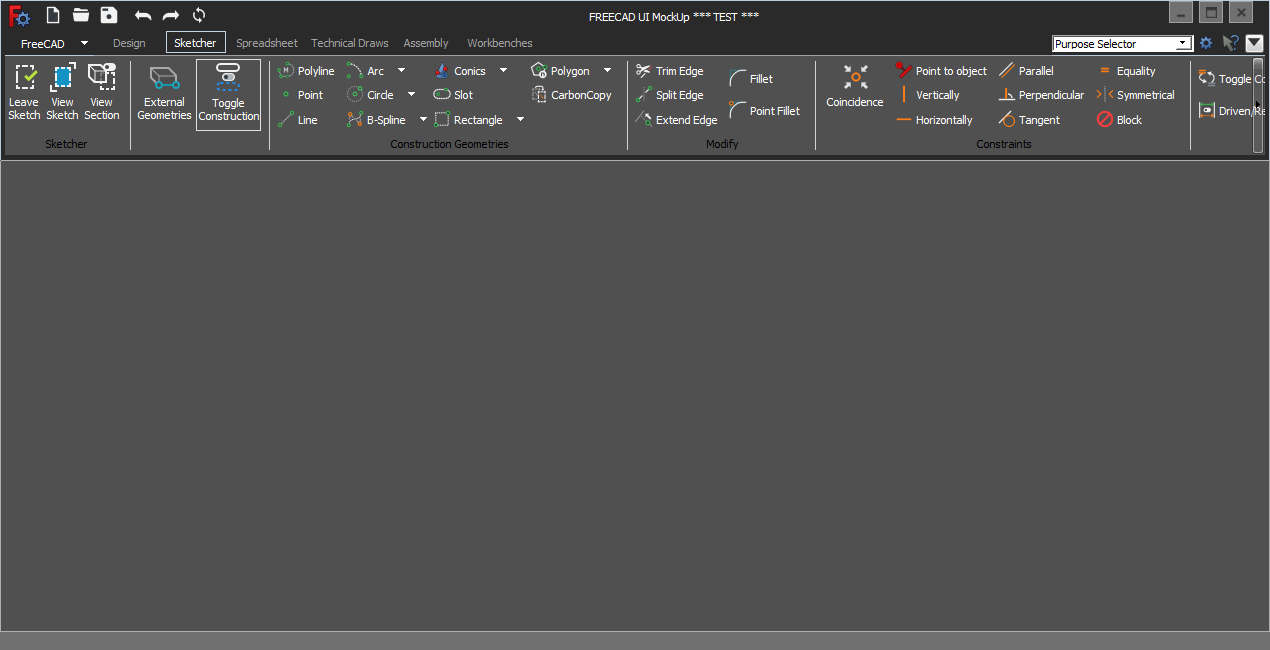 FREECAD UI MockUp *** TEST ***
FreeCAD Design Sketcher Spreadsheet Technical Draws Assembly Workbenches Purpose Selector
Leave Sketch
View Sketch
View Section
Sketcher
External Geometries
Toggle Construction
Polyline Arc Conics Polygon
Point Circle Slot CarbonCopy
Line B-Spline Rectangle
Construction Geometries
Trim Edge
Split Edge
Extend Edge
Fillet
Point Fillet
Modify
Coincidence
Point to object Parallel Equality
Vertically Perpendicular Symmetrical
Horizontally Tangent Block
Constraints
Toggle Co
Driven/Re